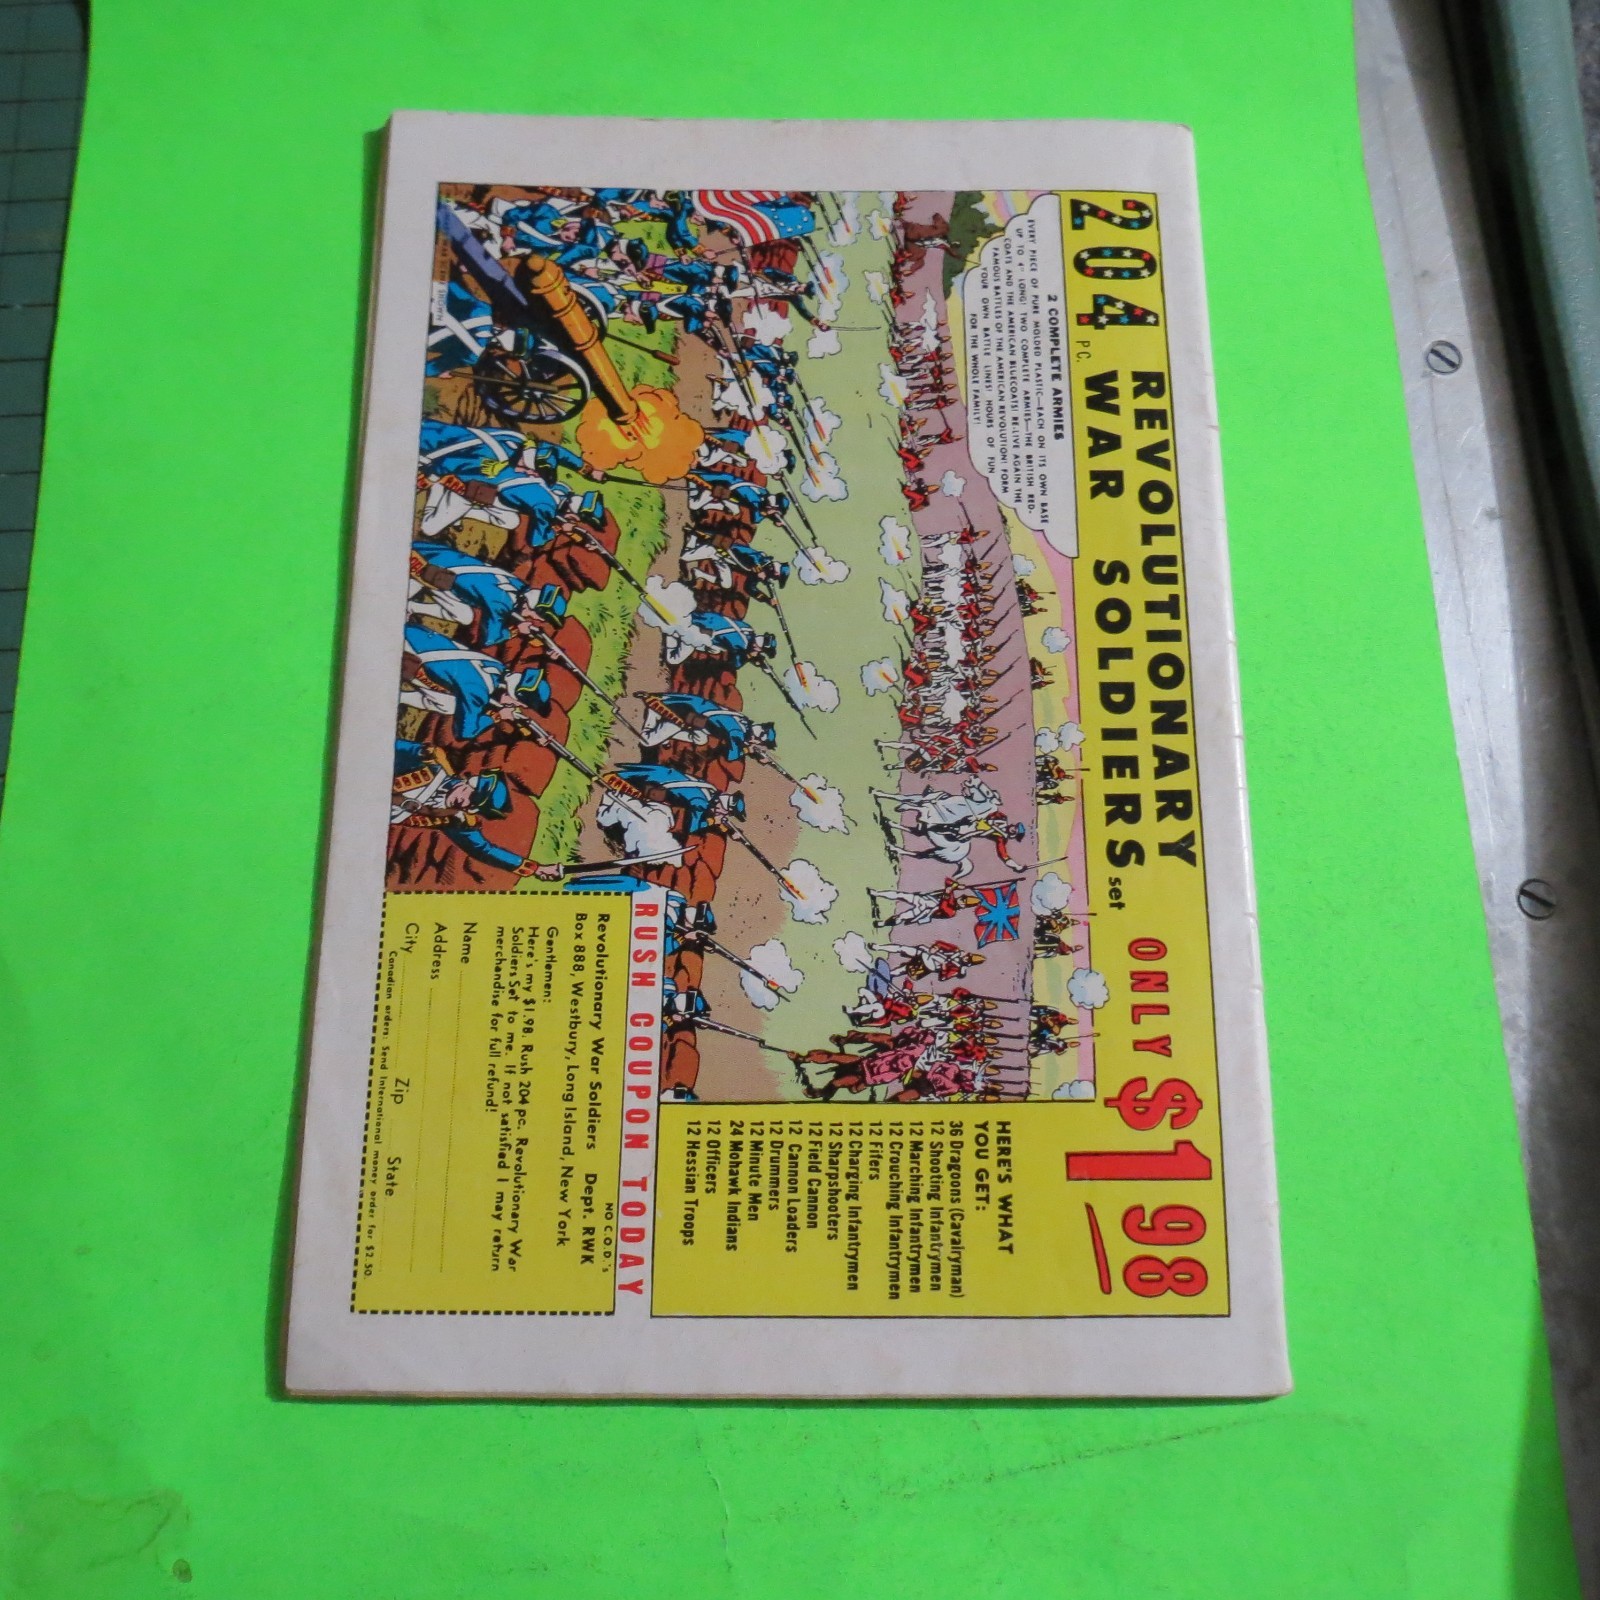 204 PC. REVOLUTIONARY
WAR SOLDIERS set
ONLY $1.98
2 COMPLETE ARMIES
EVERY PIECE OF PURE MOLDED PLASTIC—EACH ON ITS OWN BASE
UP TO 4" LONG! TWO COMPLETE ARMIES—THE BRITISH RED-
COATS AND THE AMERICAN BLUECOATS! RE-LIVE AGAIN THE
FAMOUS BATTLES OF THE AMERICAN REVOLUTION! FORM
YOUR OWN BATTLE LINES! HOURS OF FUN
FOR THE WHOLE FAMILY!
HERE'S WHAT
YOU GET:
36 Dragoons (Cavalryman)
12 Shooting Infantrymen
12 Marching Infantrymen
12 Crouching Infantrymen
12 Fifers
12 Charging Infantrymen
12 Sharpshooters
12 Field Cannon
12 Cannon Loaders
12 Drummers
12 Minute Men
24 Mohawk Indians
12 Officers
12 Hessian Troops
RUSH COUPON TODAY
NO C.O.D.'s
Revolutionary War Soldiers Dept. RWK
Box 888, Westbury, Long Island, New York
Gentlemen:
Here's my $1.98. Rush 204 pc. Revolutionary War
Soldiers Set to me. If not satisfied I may return
merchandise for full refund!
Name
Address
City Zip State
Canadian orders: Send International money order for $2.50.
SHOWN